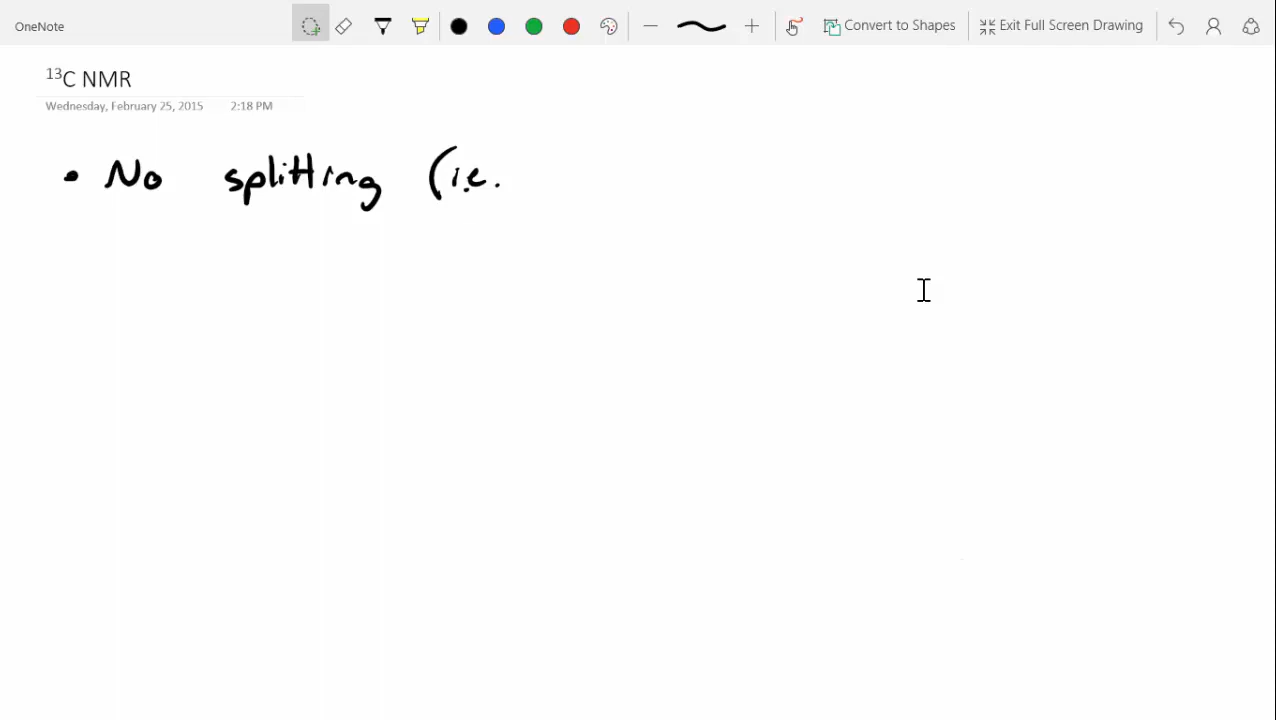 OneNote Convert to Shapes Exit Full Screen Drawing
¹³C NMR
Wednesday, February 25, 2015 2:18 PM
• No splitting (i.e.